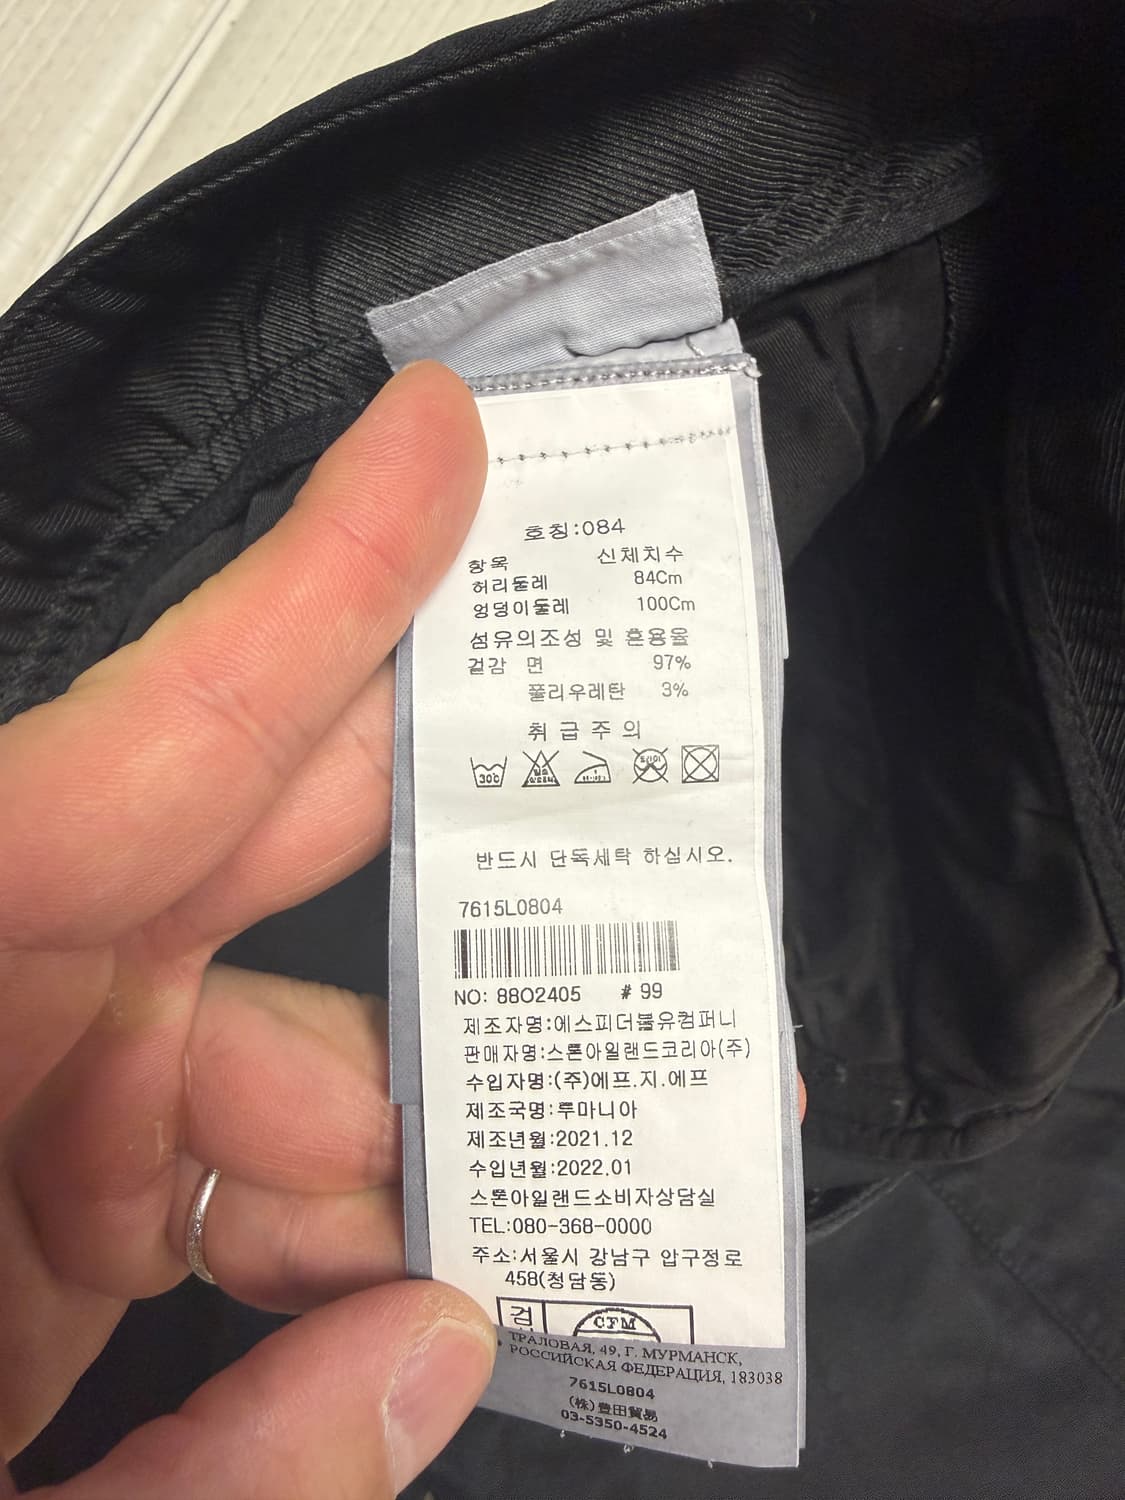 호칭:084
항목 신체치수
허리둘레 84Cm
엉덩이둘레 100Cm
섬유의조성 및 혼용율
겉감 면 97%
폴리우레탄 3%
취급주의
30℃
반드시 단독세탁 하십시오.
7615L0804
NO: 88O2405 # 99
제조자명:에스피더블유컴퍼니
판매자명:스톤아일랜드코리아(주)
수입자명:(주)에프.지.에프
제조국명:루마니아
제조년월:2021.12
수입년월:2022.01
스톤아일랜드소비자상담실
TEL:080-368-0000
주소:서울시 강남구 압구정로
458(청담동)
검
CFM
ТРАЛОВАЯ, 49, Г. МУРМАНСК,
РОССИЙСКАЯ ФЕДЕРАЦИЯ, 183038
7615L0804
(株)豊田貿易
03-5350-4524